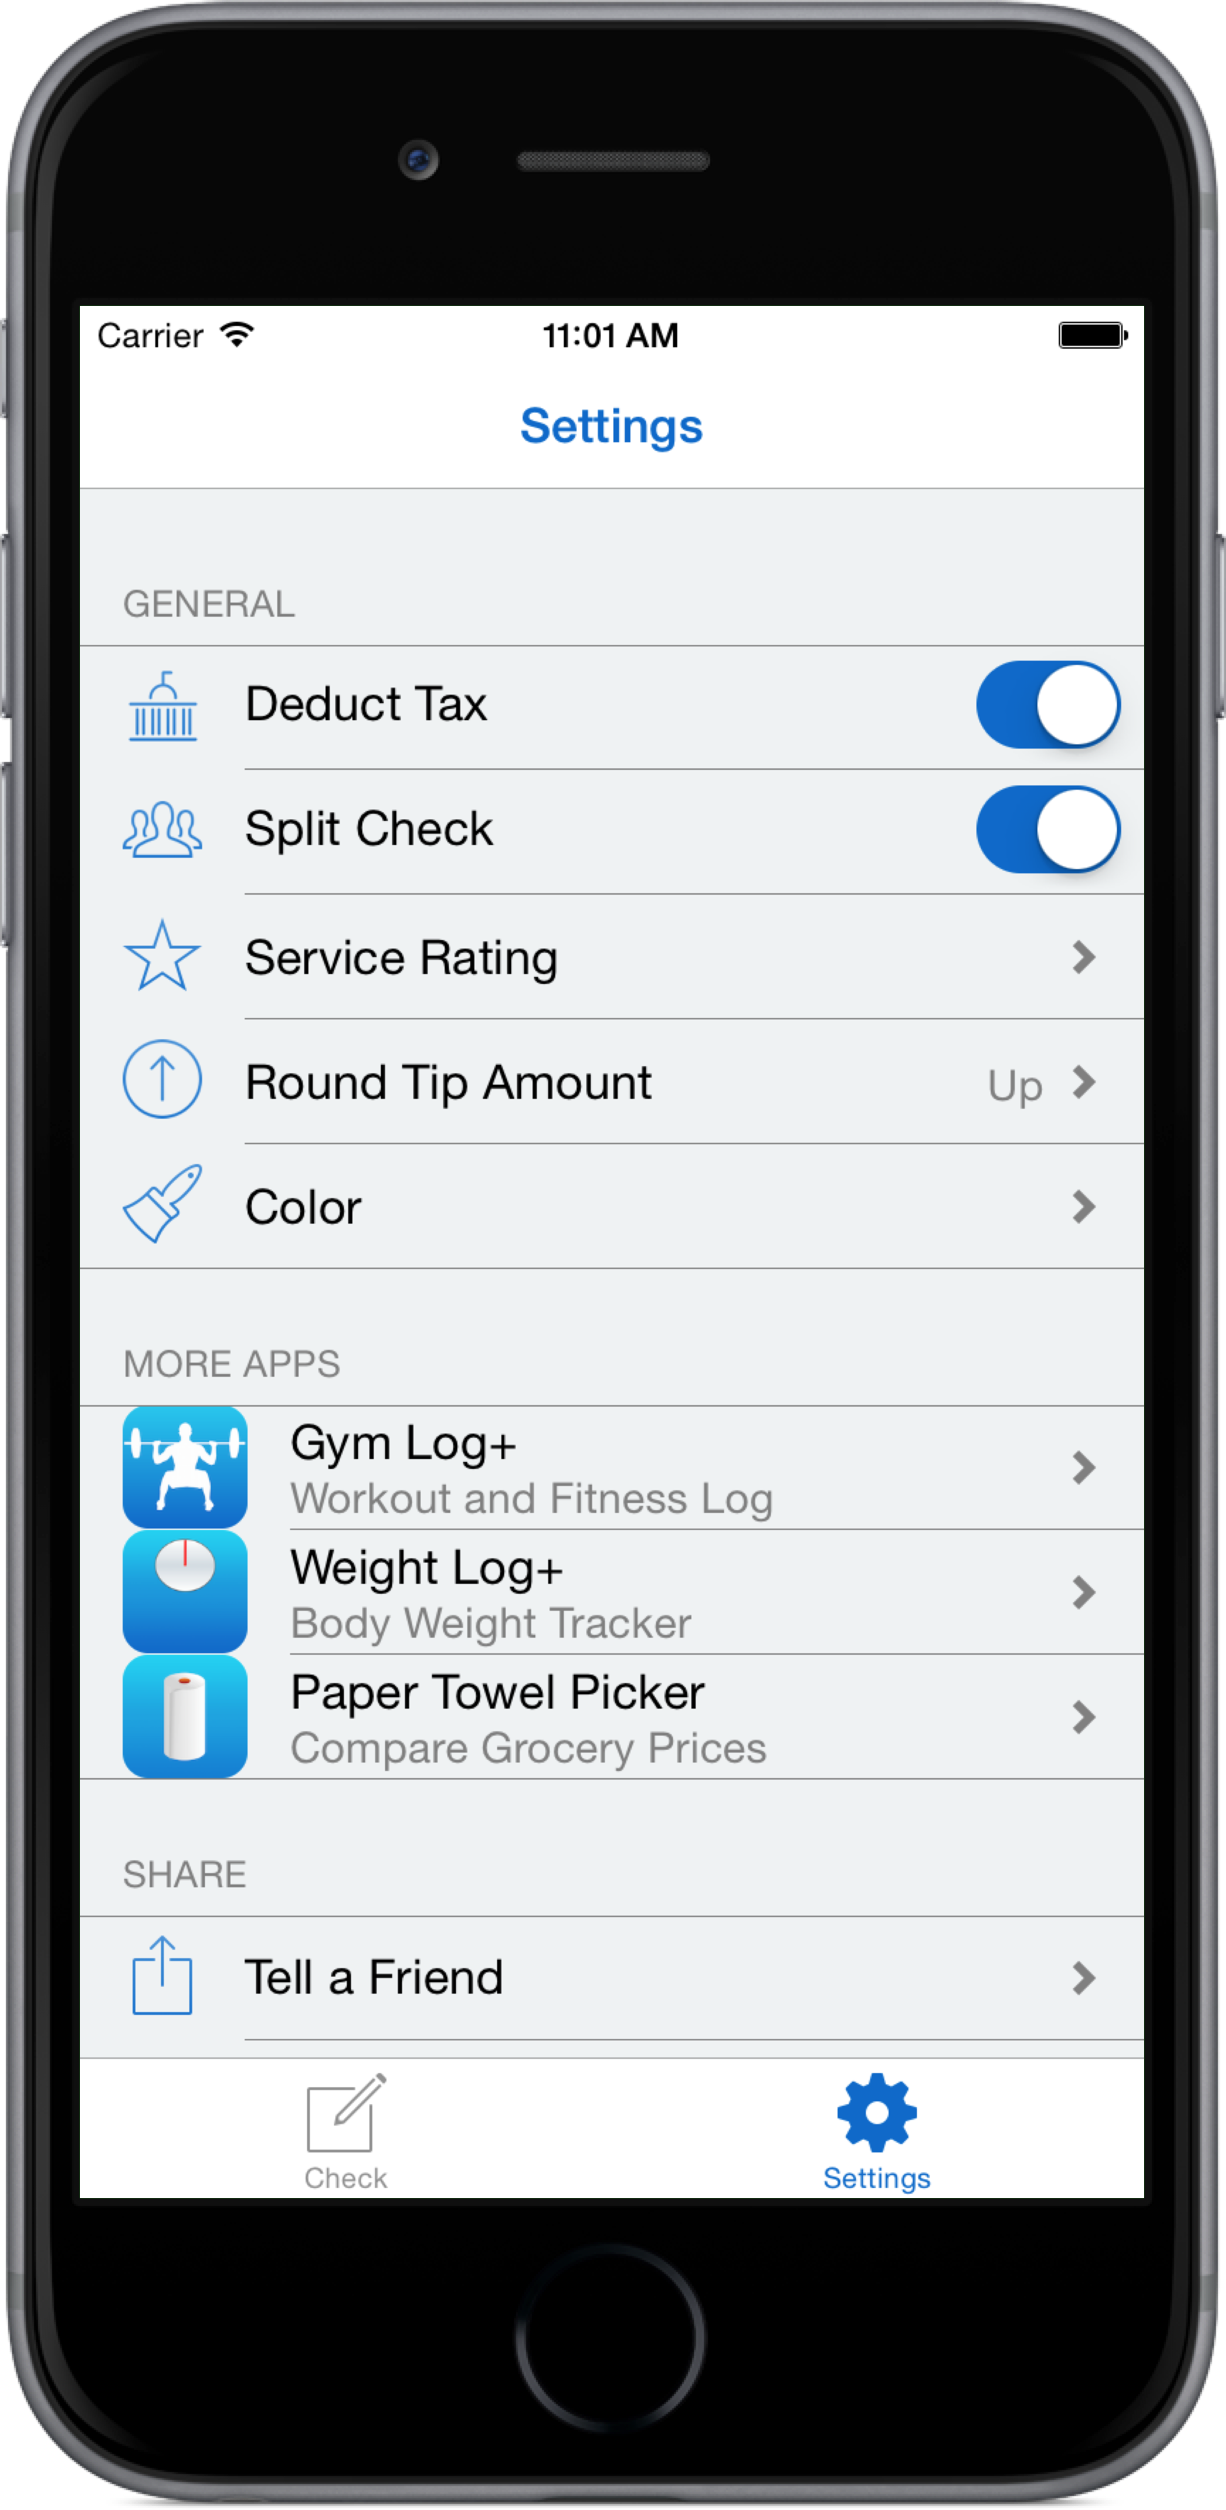 Carrier 11:01 AM
Settings
GENERAL
Deduct Tax
Split Check
Service Rating
Round Tip Amount Up
Color
MORE APPS
Gym Log+
Workout and Fitness Log
Weight Log+
Body Weight Tracker
Paper Towel Picker
Compare Grocery Prices
SHARE
Tell a Friend
Check Settings